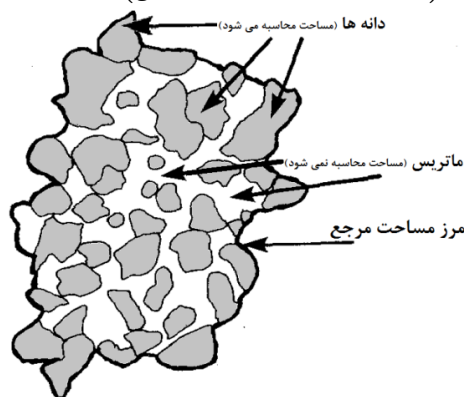 دانه ها (مساحت محاسبه می شود)
ماتریس (مساحت محاسبه نمی شود)
مرز مساحت مرجع